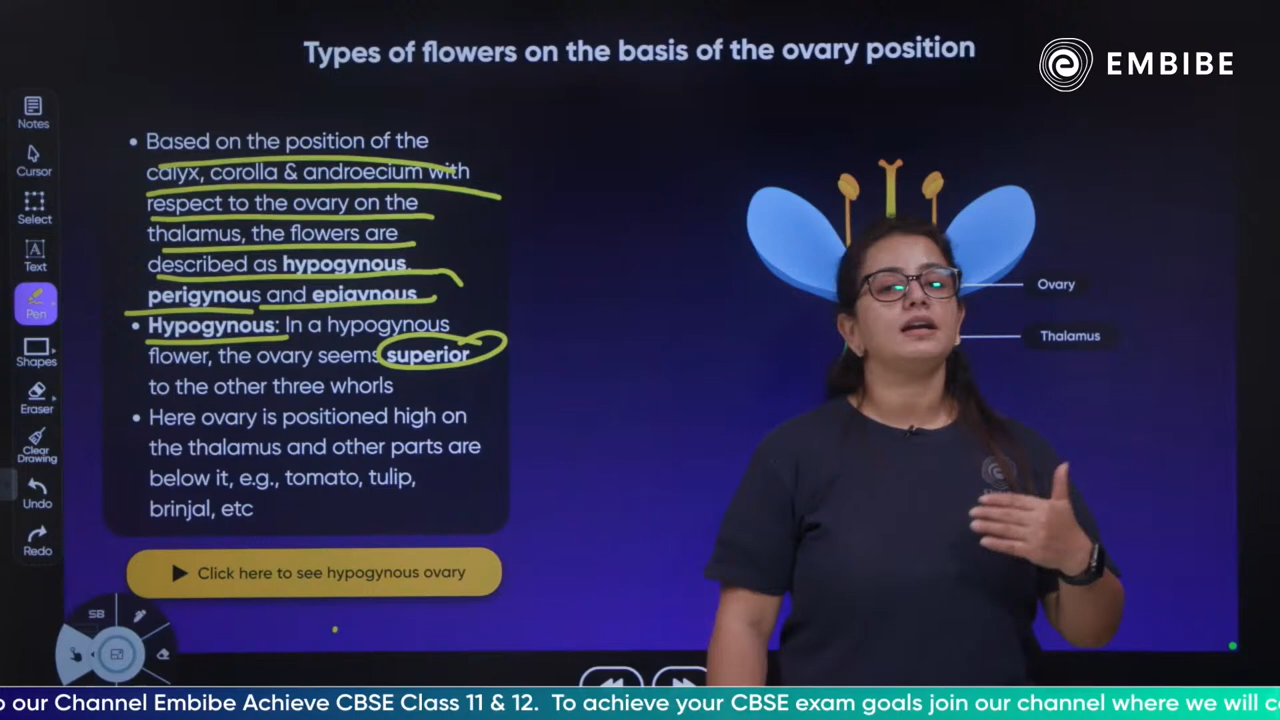 Types of flowers on the basis of the ovary position
EMBIBE
Notes
Cursor
Select
Text
Pen
Shapes
Eraser
Clear
Drawing
Undo
Redo
• Based on the position of the
calyx, corolla & androecium with
respect to the ovary on the
thalamus, the flowers are
described as hypogynous,
perigynous and epigynous
• Hypogynous: In a hypogynous
flower, the ovary seems superior
to the other three whorls
• Here ovary is positioned high on
the thalamus and other parts are
below it, e.g., tomato, tulip,
brinjal, etc
Click here to see hypogynous ovary
Ovary
Thalamus
SB
o our Channel Embibe Achieve CBSE Class 11 & 12. To achieve your CBSE exam goals join our channel where we will c